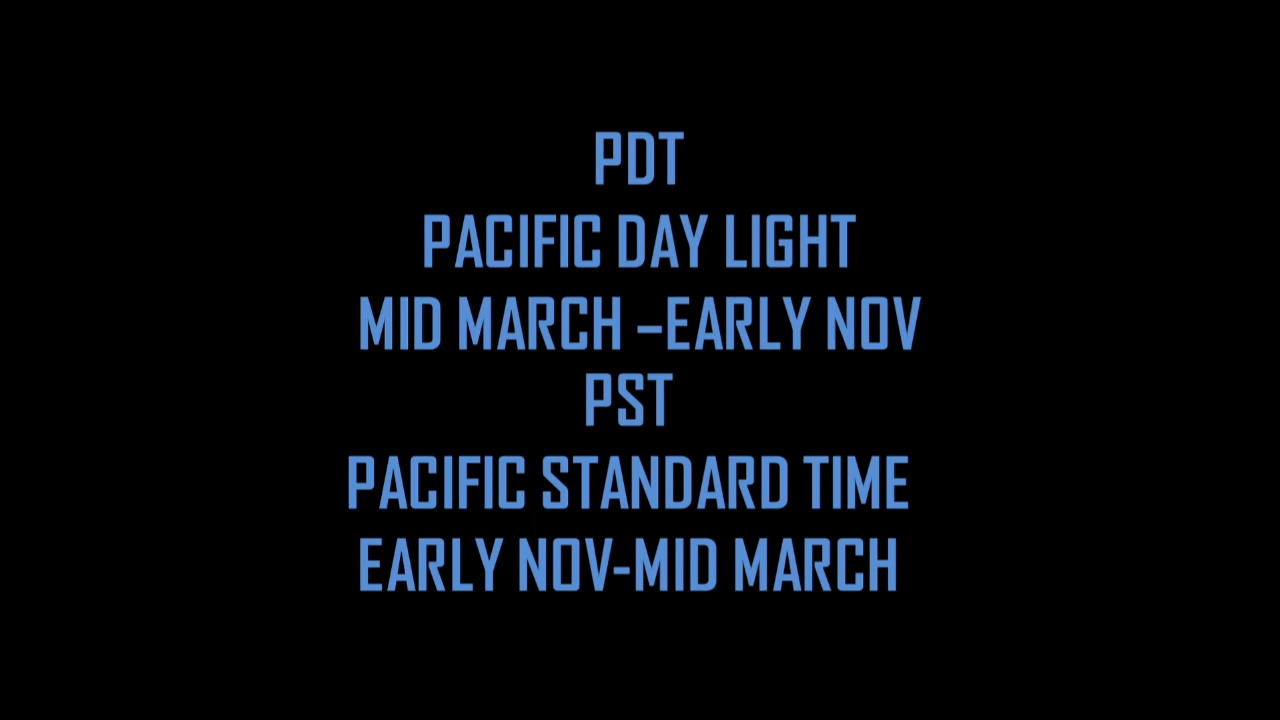 PDT
PACIFIC DAY LIGHT
MID MARCH –EARLY NOV
PST
PACIFIC STANDARD TIME
EARLY NOV-MID MARCH